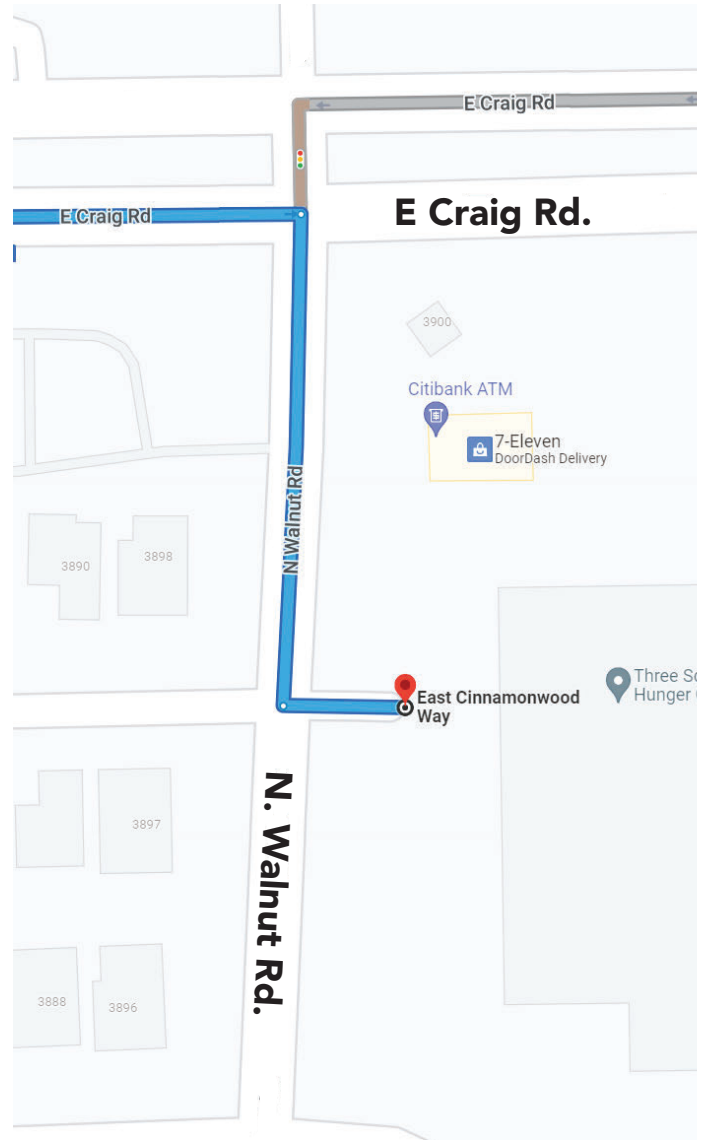 E Craig Rd
E Craig Rd
E Craig Rd.
3900
Citibank ATM
7-Eleven
DoorDash Delivery
N Walnut Rd
3890
3898
Three
Hunger
East Cinnamonwood
Way
N. Walnut Rd.
3897
3888
3896